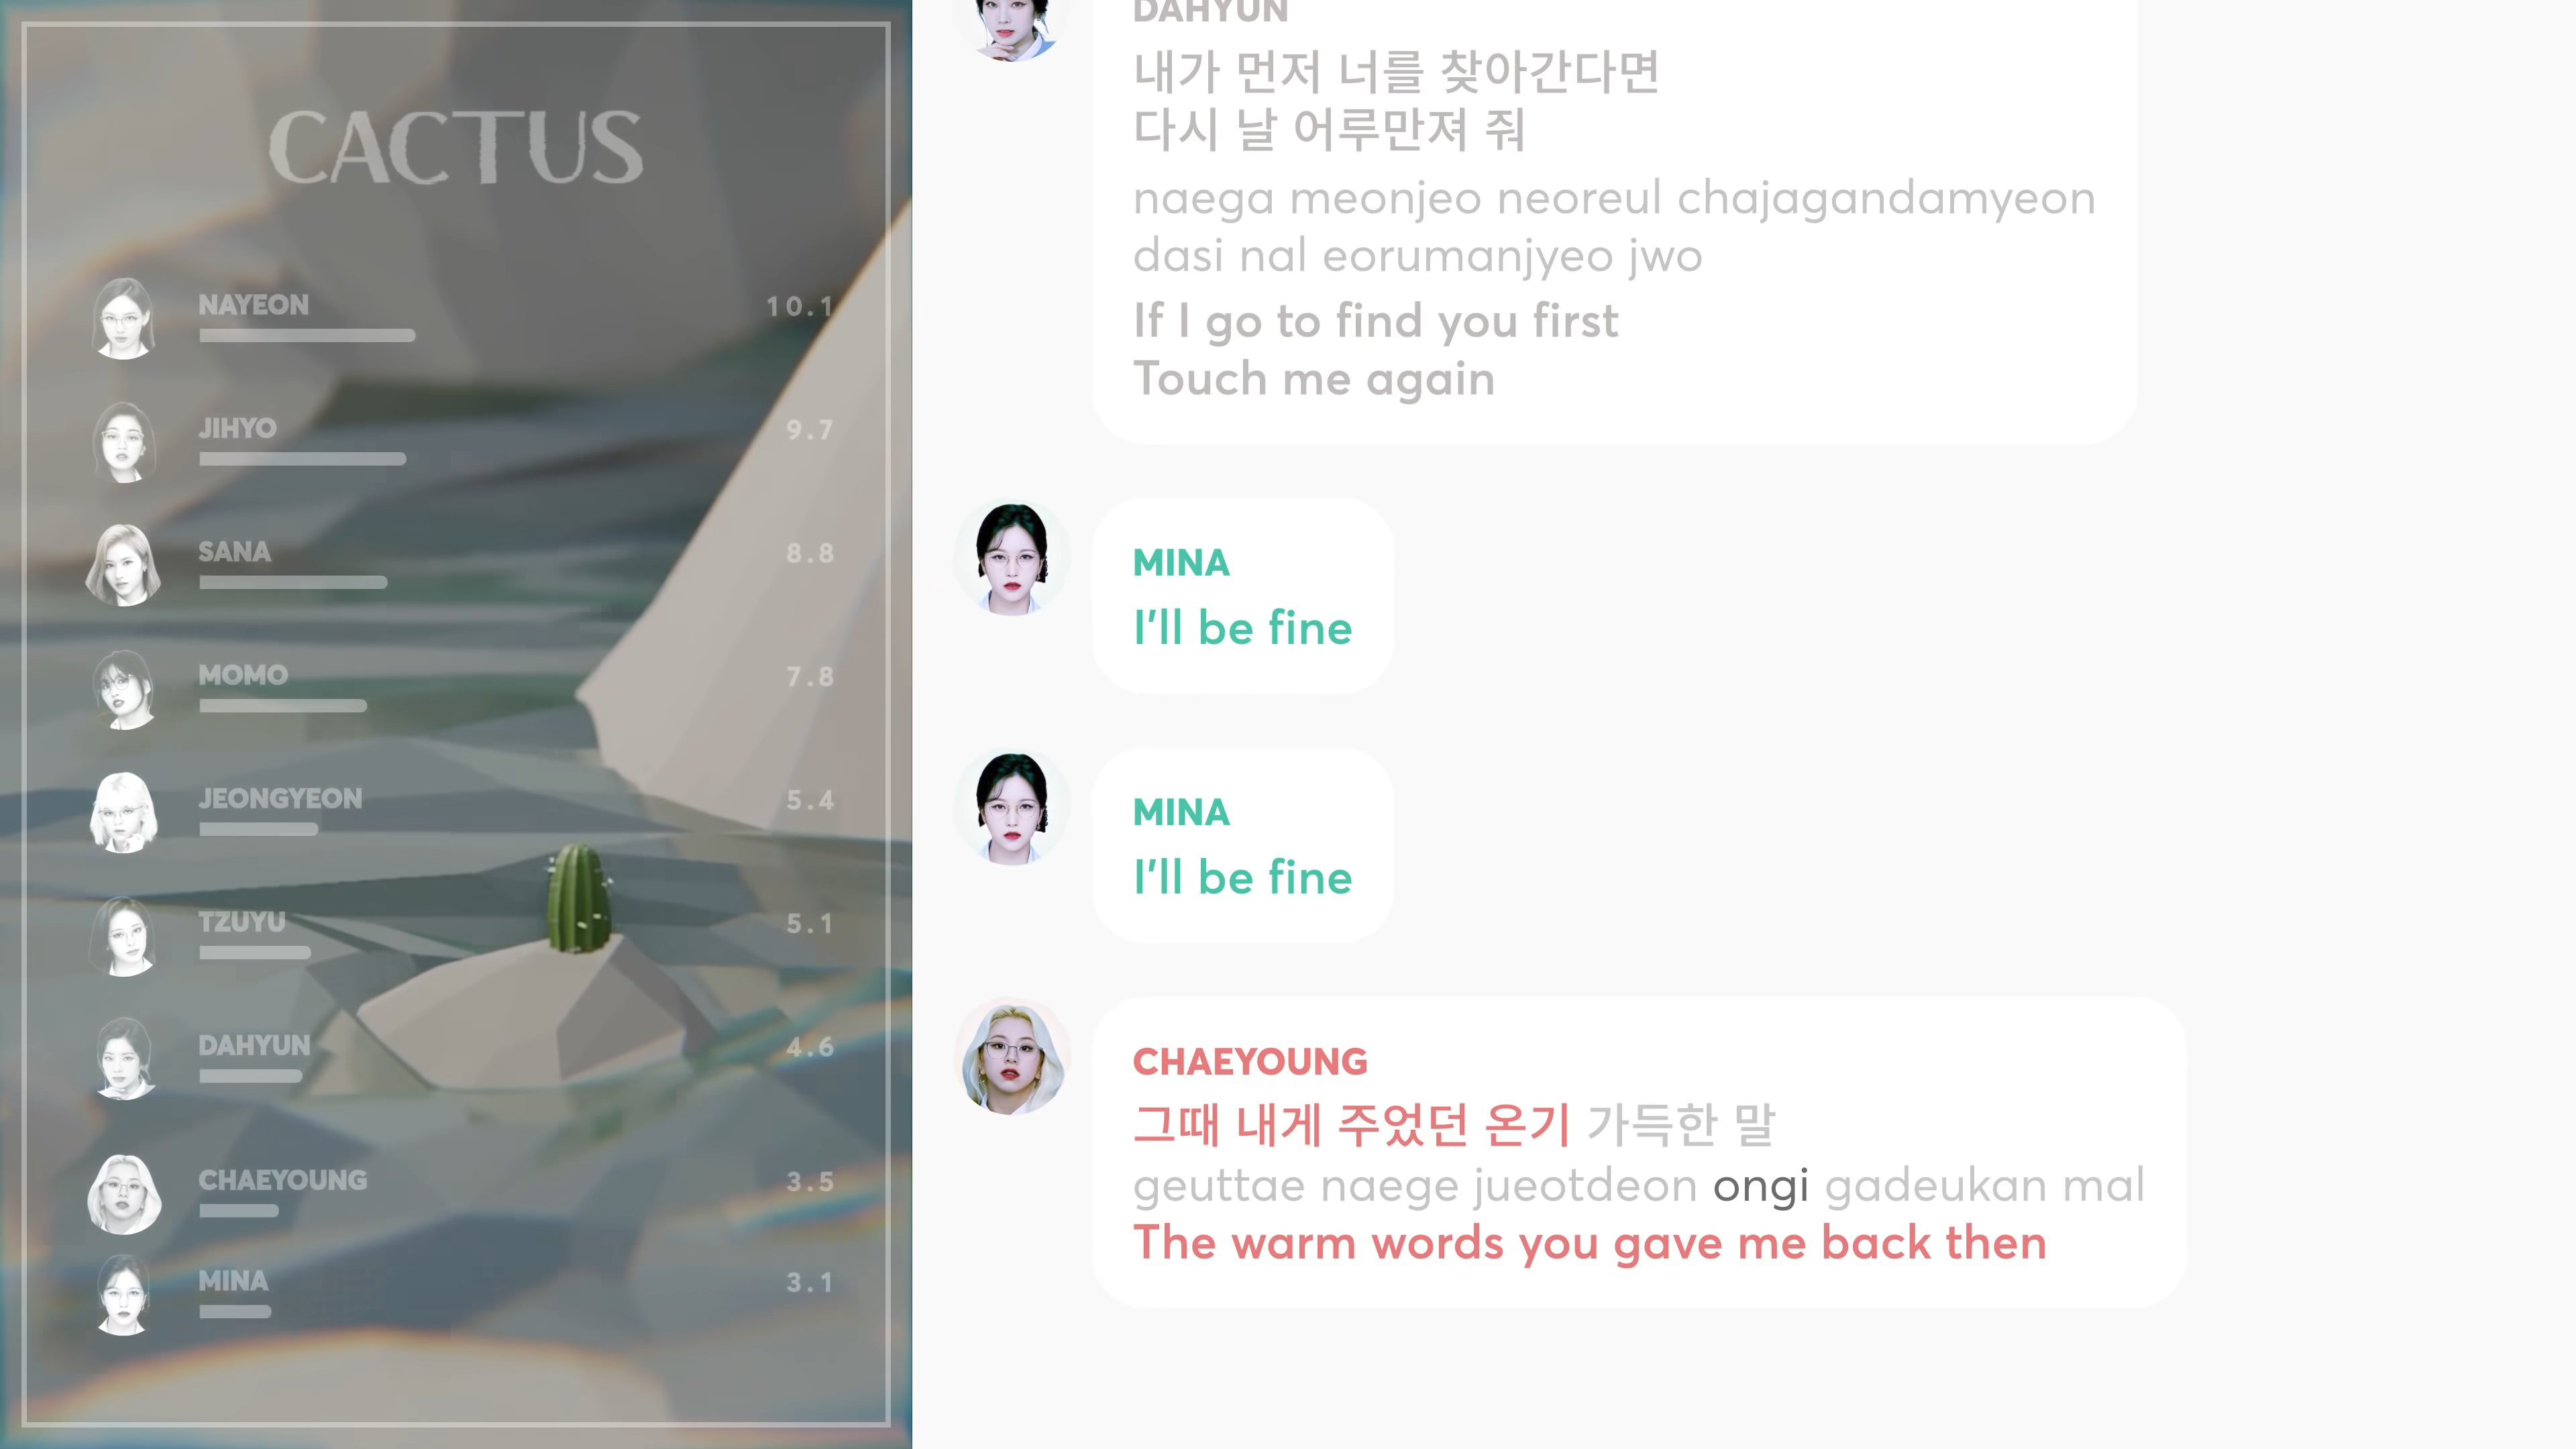 CACTUS
NAYEON
10.1
JIHYO
9.7
SANA
8.8
MOMO
7.8
JEONGYEON
5.4
TZUYU
5.1
DAHYUN
4.6
CHAEYOUNG
3.5
MINA
3.1
DAHYUN
내가 먼저 너를 찾아간다면
다시 날 어루만져 줘
naega meonjeo neoreul chajagandamyeon
dasi nal eorumanjyeo jwo
If I go to find you first
Touch me again
MINA
I'll be fine
MINA
I'll be fine
CHAEYOUNG
그때 내게 주었던 온기 가득한 말
geuttae naege jueotdeon ongi gadeukan mal
The warm words you gave me back then